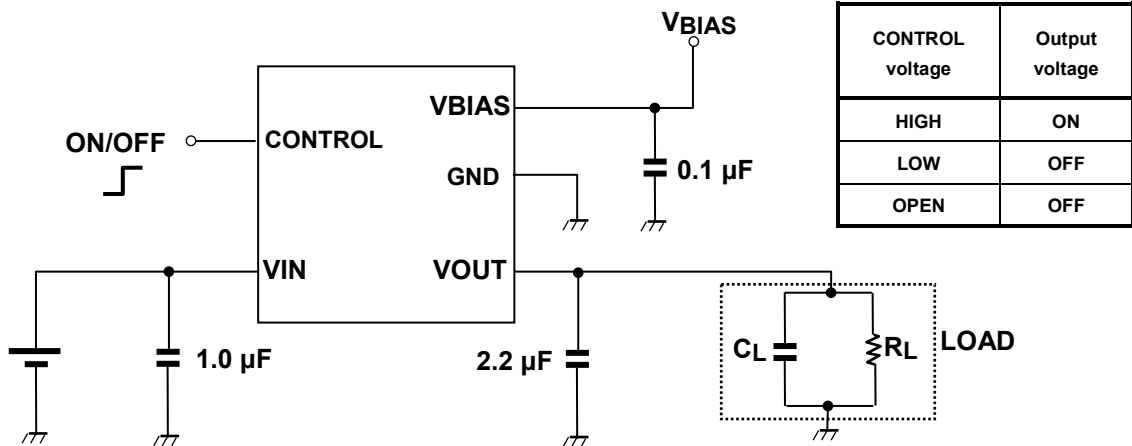 VBIAS
CONTROL voltage
Output voltage
HIGH
ON
LOW
OFF
OPEN
OFF
ON/OFF
CONTROL
VBIAS
GND
0.1 µF
VIN
VOUT
1.0 µF
2.2 µF
CL
RL
LOAD